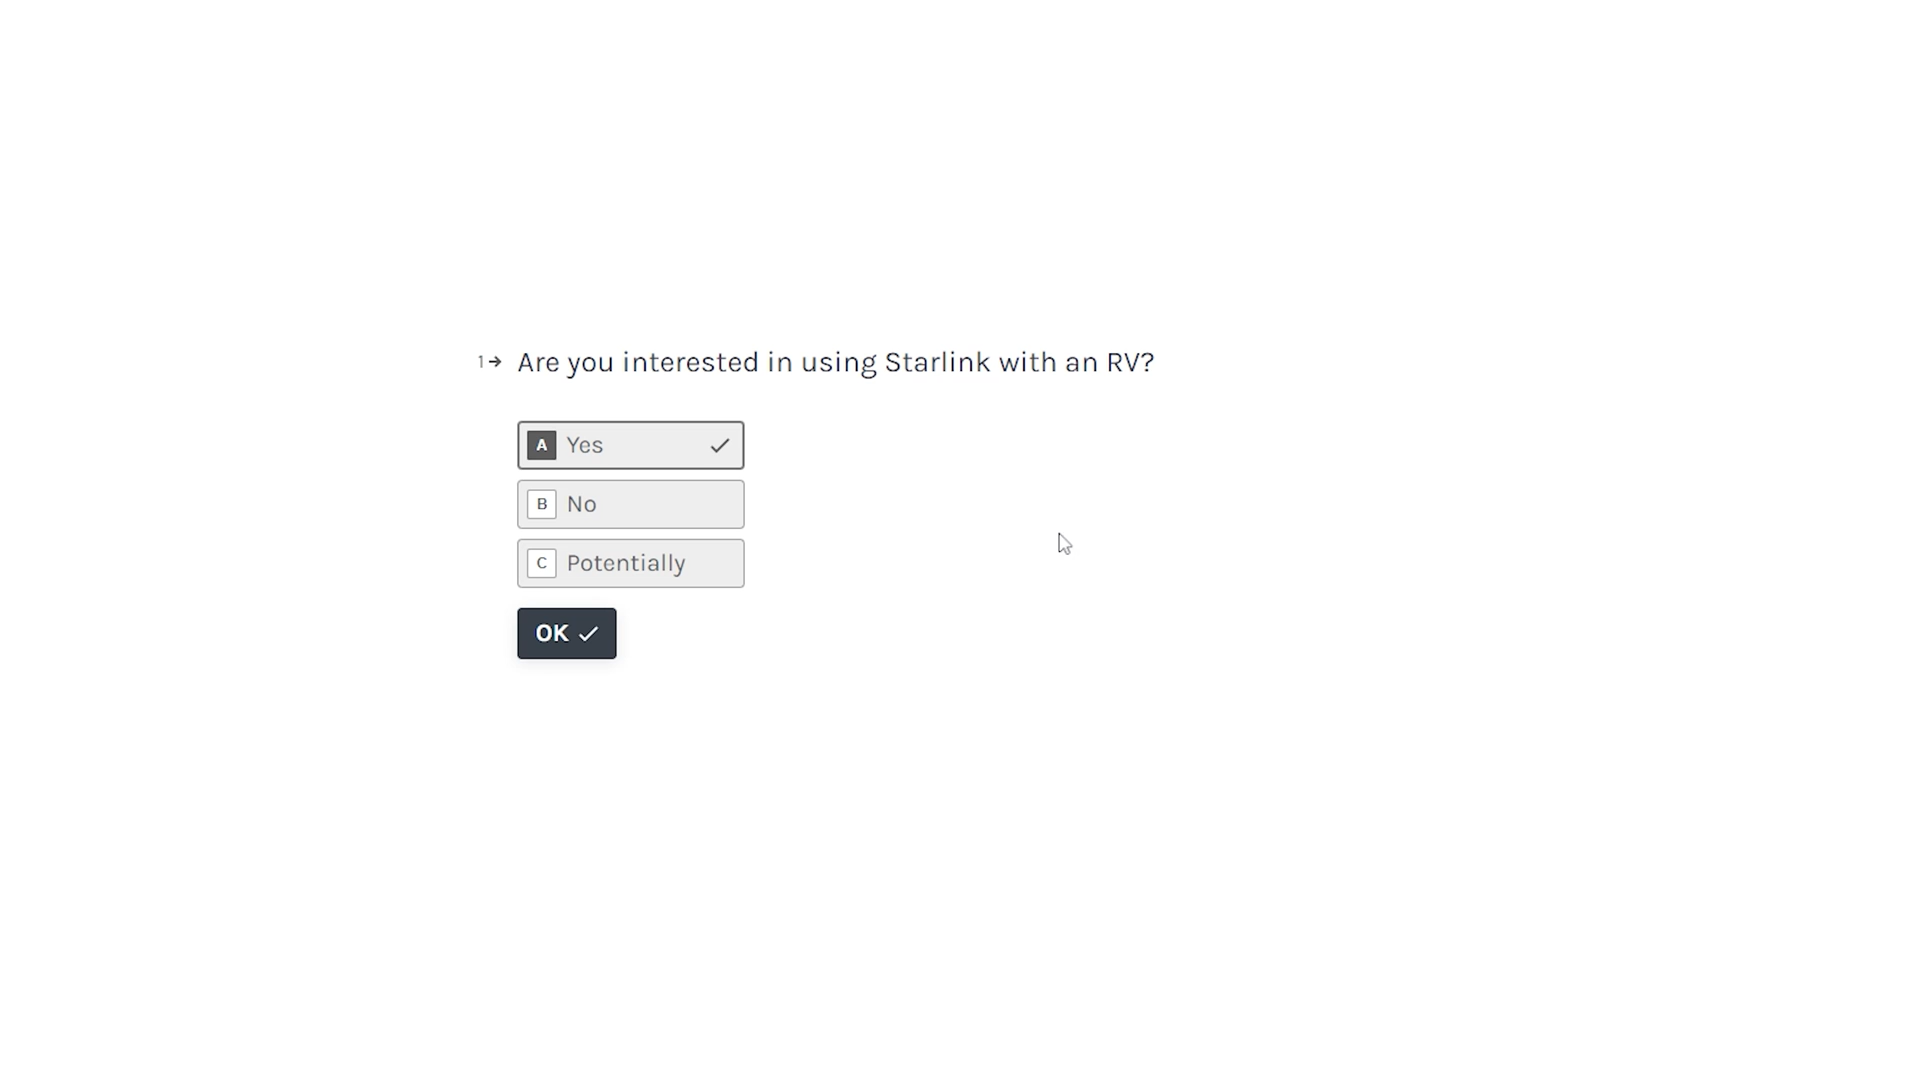 1 Are you interested in using Starlink with an RV?
A Yes
B No
C Potentially
OK